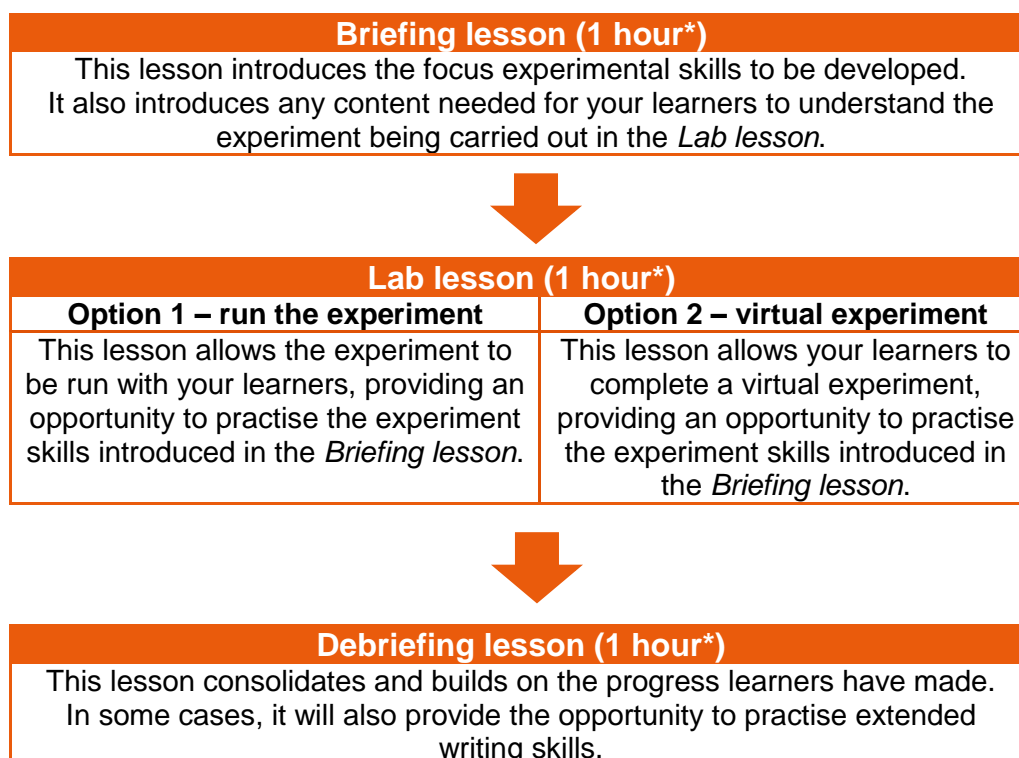 Briefing lesson (1 hour*)
This lesson introduces the focus experimental skills to be developed.
It also introduces any content needed for your learners to understand the
experiment being carried out in the Lab lesson.
Lab lesson (1 hour*)
Option 1 – run the experiment
This lesson allows the experiment to
be run with your learners, providing an
opportunity to practise the experiment
skills introduced in the Briefing lesson.
Option 2 – virtual experiment
This lesson allows your learners to
complete a virtual experiment,
providing an opportunity to practise
the experiment skills introduced in
the Briefing lesson.
Debriefing lesson (1 hour*)
This lesson consolidates and builds on the progress learners have made.
In some cases, it will also provide the opportunity to practise extended
writing skills.